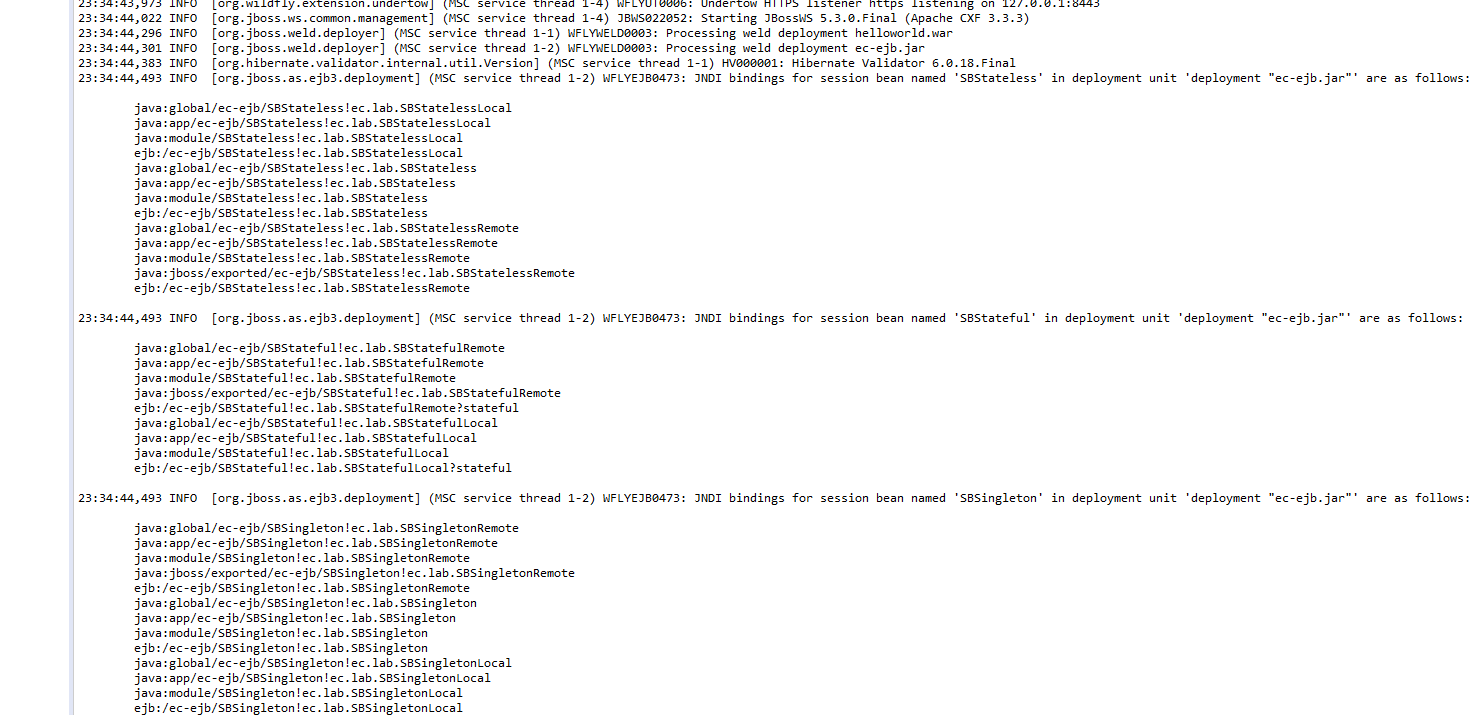 23:34:43,973 INFO  [org.wildfly.extension.undertow] (MSC service thread 1-4) WFLYUT0006: Undertow HTTPS listener https listening on 127.0.0.1:8443
23:34:44,022 INFO  [org.jboss.ws.common.management] (MSC service thread 1-4) JBWS022052: Starting JBossWS 5.3.0.Final (Apache CXF 3.3.3)
23:34:44,296 INFO  [org.jboss.weld.deployer] (MSC service thread 1-1) WFLYWELD0003: Processing weld deployment helloworld.war
23:34:44,301 INFO  [org.jboss.weld.deployer] (MSC service thread 1-2) WFLYWELD0003: Processing weld deployment ec-ejb.jar
23:34:44,383 INFO  [org.hibernate.validator.internal.util.Version] (MSC service thread 1-1) HV000001: Hibernate Validator 6.0.18.Final
23:34:44,493 INFO  [org.jboss.as.ejb3.deployment] (MSC service thread 1-2) WFLYEJB0473: JNDI bindings for session bean named 'SBStateless' in deployment unit 'deployment "ec-ejb.jar"' are as follows:
java:global/ec-ejb/SBStateless!ec.lab.SBStatelessLocal
java:app/ec-ejb/SBStateless!ec.lab.SBStatelessLocal
java:module/SBStateless!ec.lab.SBStatelessLocal
ejb:/ec-ejb/SBStateless!ec.lab.SBStatelessLocal
java:global/ec-ejb/SBStateless!ec.lab.SBStateless
java:app/ec-ejb/SBStateless!ec.lab.SBStateless
java:module/SBStateless!ec.lab.SBStateless
ejb:/ec-ejb/SBStateless!ec.lab.SBStateless
java:global/ec-ejb/SBStateless!ec.lab.SBStatelessRemote
java:app/ec-ejb/SBStateless!ec.lab.SBStatelessRemote
java:module/SBStateless!ec.lab.SBStatelessRemote
java:jboss/exported/ec-ejb/SBStateless!ec.lab.SBStatelessRemote
ejb:/ec-ejb/SBStateless!ec.lab.SBStatelessRemote
23:34:44,493 INFO  [org.jboss.as.ejb3.deployment] (MSC service thread 1-2) WFLYEJB0473: JNDI bindings for session bean named 'SBStateful' in deployment unit 'deployment "ec-ejb.jar"' are as follows:
java:global/ec-ejb/SBStateful!ec.lab.SBStatefulRemote
java:app/ec-ejb/SBStateful!ec.lab.SBStatefulRemote
java:module/SBStateful!ec.lab.SBStatefulRemote
java:jboss/exported/ec-ejb/SBStateful!ec.lab.SBStatefulRemote
ejb:/ec-ejb/SBStateful!ec.lab.SBStatefulRemote?stateful
java:global/ec-ejb/SBStateful!ec.lab.SBStatefulLocal
java:app/ec-ejb/SBStateful!ec.lab.SBStatefulLocal
java:module/SBStateful!ec.lab.SBStatefulLocal
ejb:/ec-ejb/SBStateful!ec.lab.SBStatefulLocal?stateful
23:34:44,493 INFO  [org.jboss.as.ejb3.deployment] (MSC service thread 1-2) WFLYEJB0473: JNDI bindings for session bean named 'SBSingleton' in deployment unit 'deployment "ec-ejb.jar"' are as follows:
java:global/ec-ejb/SBSingleton!ec.lab.SBSingletonRemote
java:app/ec-ejb/SBSingleton!ec.lab.SBSingletonRemote
java:module/SBSingleton!ec.lab.SBSingletonRemote
java:jboss/exported/ec-ejb/SBSingleton!ec.lab.SBSingletonRemote
ejb:/ec-ejb/SBSingleton!ec.lab.SBSingletonRemote
java:global/ec-ejb/SBSingleton!ec.lab.SBSingleton
java:app/ec-ejb/SBSingleton!ec.lab.SBSingleton
java:module/SBSingleton!ec.lab.SBSingleton
ejb:/ec-ejb/SBSingleton!ec.lab.SBSingleton
java:global/ec-ejb/SBSingleton!ec.lab.SBSingletonLocal
java:app/ec-ejb/SBSingleton!ec.lab.SBSingletonLocal
java:module/SBSingleton!ec.lab.SBSingletonLocal
ejb:/ec-ejb/SBSingleton!ec.lab.SBSingletonLocal